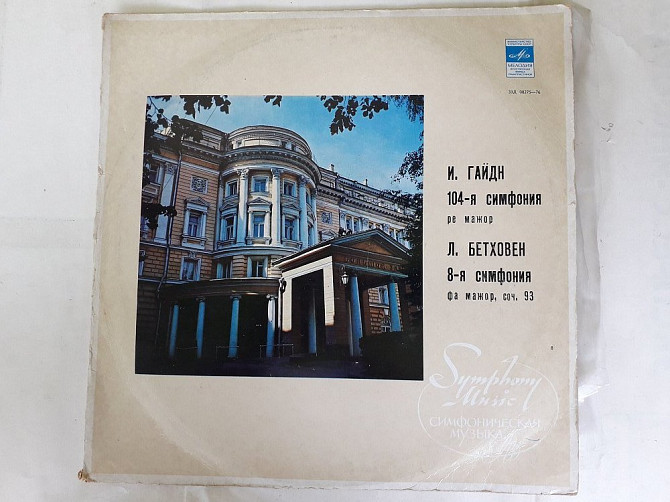 МЕЛОДИЯ
И. ГАЙДН
104-я симфония
ре мажор
Л. БЕТХОВЕН
8-я симфония
фа мажор, соч. 93
Symphony
Music
СИМФОНИЧЕСКАЯ
МУЗЫКА